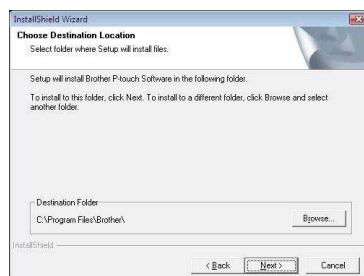 InstallShield Wizard
Choose Destination Location
Select folder where Setup will install files.
Setup will install Brother P-touch Software in the following folder.
To install to this folder, click Next. To install to a different folder, click Browse and select
another folder.
Destination Folder
C:\Program Files\Brother\
Browse...
InstallShield
< Back
Next >
Cancel